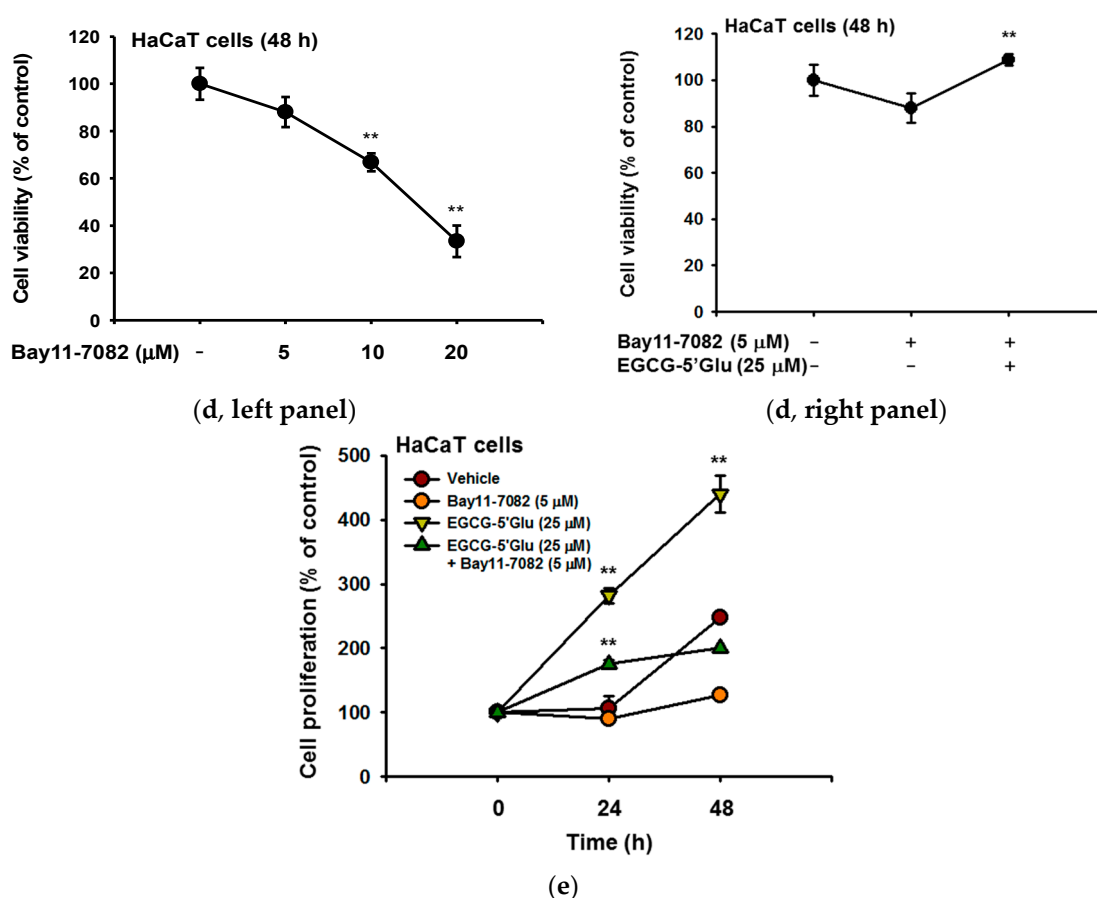 HaCaT cells (48 h)
Cell viability (% of control)
120
100
80
60
40
20
0
**
**
Bay11-7082 (µM) - 5 10 20
(d, left panel)
HaCaT cells (48 h)
Cell viability (% of control)
120
100
80
60
40
20
0
**
Bay11-7082 (5 µM) - + +
EGCG-5'Glu (25 µM) - - +
(d, right panel)
HaCaT cells
Cell proliferation (% of control)
500
400
300
200
100
0
Vehicle
Bay11-7082 (5 µM)
EGCG-5'Glu (25 µM)
EGCG-5'Glu (25 µM)
+ Bay11-7082 (5 µM)
**
**
**
0 24 48
Time (h)
(e)